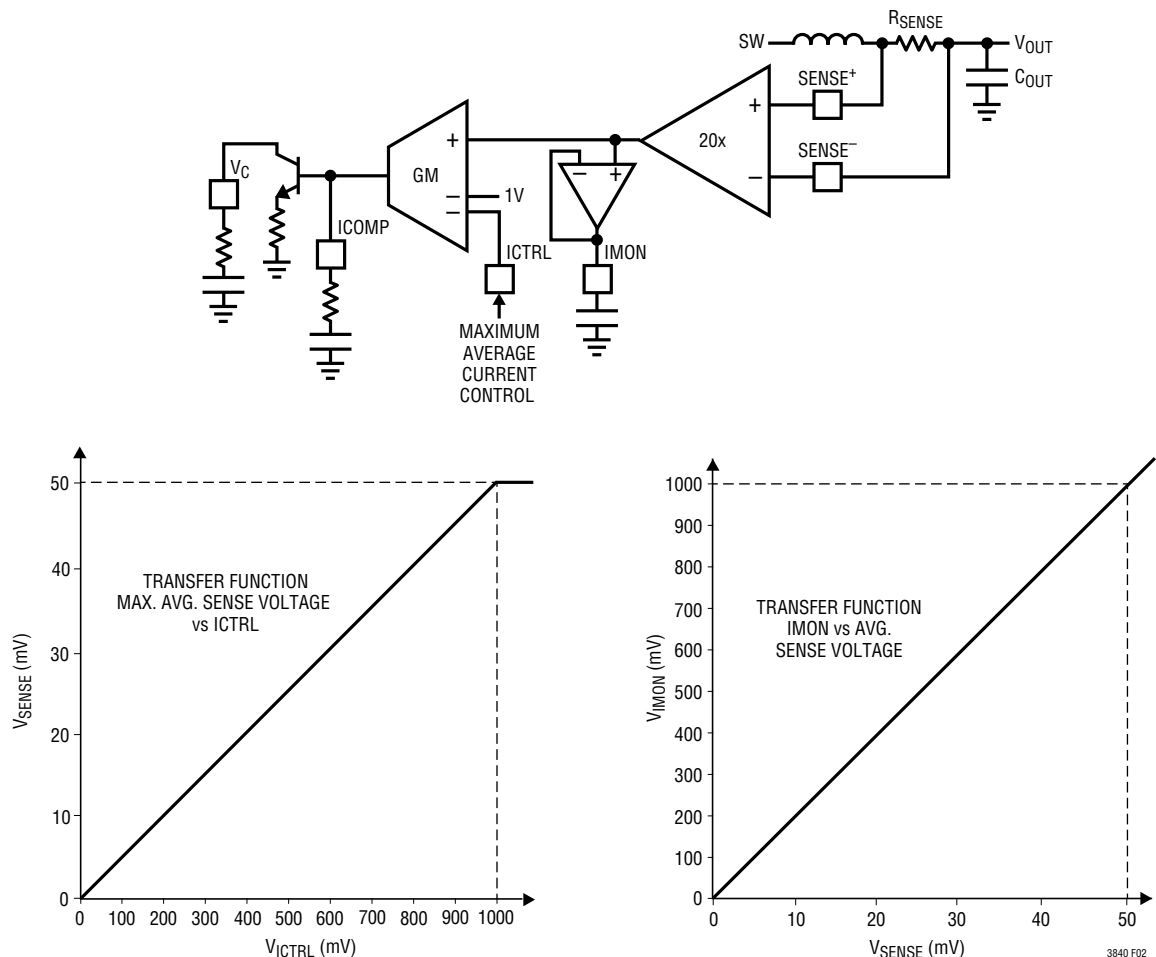 RSENSE
SW
VOUT
SENSE+
COUT
+
20x
SENSE–
–
+
GM
–
–
1V
–
+
VC
ICOMP
ICTRL
IMON
MAXIMUM
AVERAGE
CURRENT
CONTROL
50
40
30
20
10
0
VSENSE (mV)
TRANSFER FUNCTION
MAX. AVG. SENSE VOLTAGE
vs ICTRL
0 100 200 300 400 500 600 700 800 900 1000
VICTRL (mV)
1000
900
800
700
600
500
400
300
200
100
0
VIMON (mV)
TRANSFER FUNCTION
IMON vs AVG.
SENSE VOLTAGE
0 10 20 30 40 50
VSENSE (mV)
3840 F02